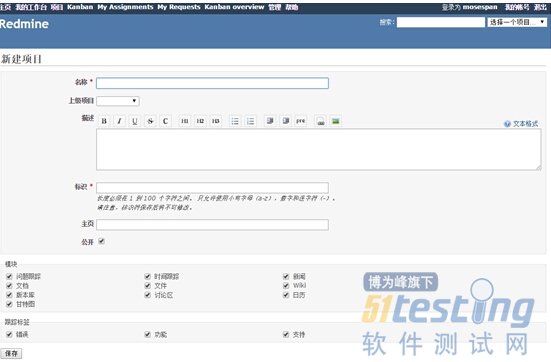 主页 我的工作台 项目 Kanban My Assignments My Requests Kanban overview 管理 帮助 登录为 mosespan 我的帐号 退出
Redmine 搜索: 选择一个项目...
新建项目
名称 *
上级项目
描述 B I U S C H1 H2 H3 pre 文本格式
标识 *
长度必须在 1 到 100 个字符之间。 只允许使用小写字母（a-z），数字和连字符（-）。
请注意，标识符保存后将不可修改。
主页
公开
模块
问题跟踪 时间跟踪 新闻
文档 文件 Wiki
版本库 讨论区 日历
甘特图
跟踪标签
错误 功能 支持
保存
博为峰旗下
51testing
软件测试网